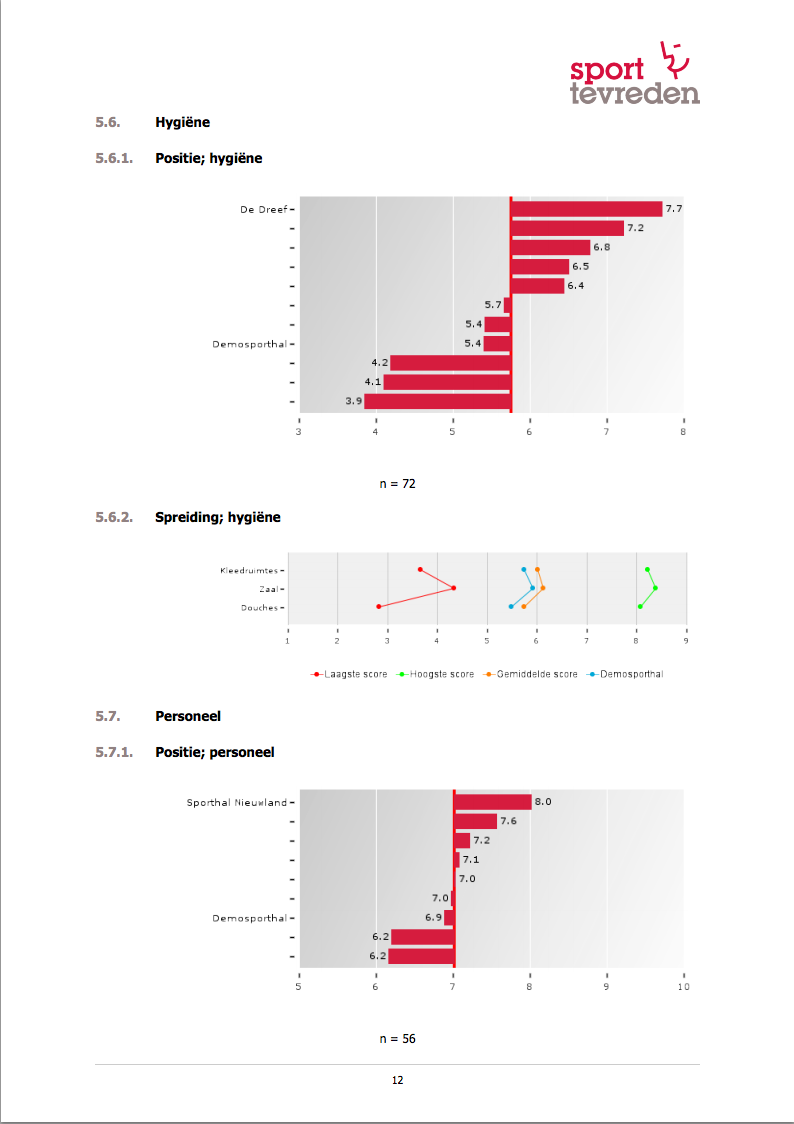 sport
tevreden
5.6. Hygiëne
5.6.1. Positie; hygiëne
De Dreef 7.7
7.2
6.8
6.5
6.4
5.7
5.4
Demosporthal 5.4
4.2
4.1
3.9
3 4 5 6 7 8
n = 72
5.6.2. Spreiding; hygiëne
Kleedruimtes
Zaal
Douches
1 2 3 4 5 6 7 8 9
Laagste score Hoogste score Gemiddelde score Demosporthal
5.7. Personeel
5.7.1. Positie; personeel
Sporthal Nieuwland 8.0
7.6
7.2
7.1
7.0
7.0
Demosporthal 6.9
6.2
6.2
5 6 7 8 9 10
n = 56
12